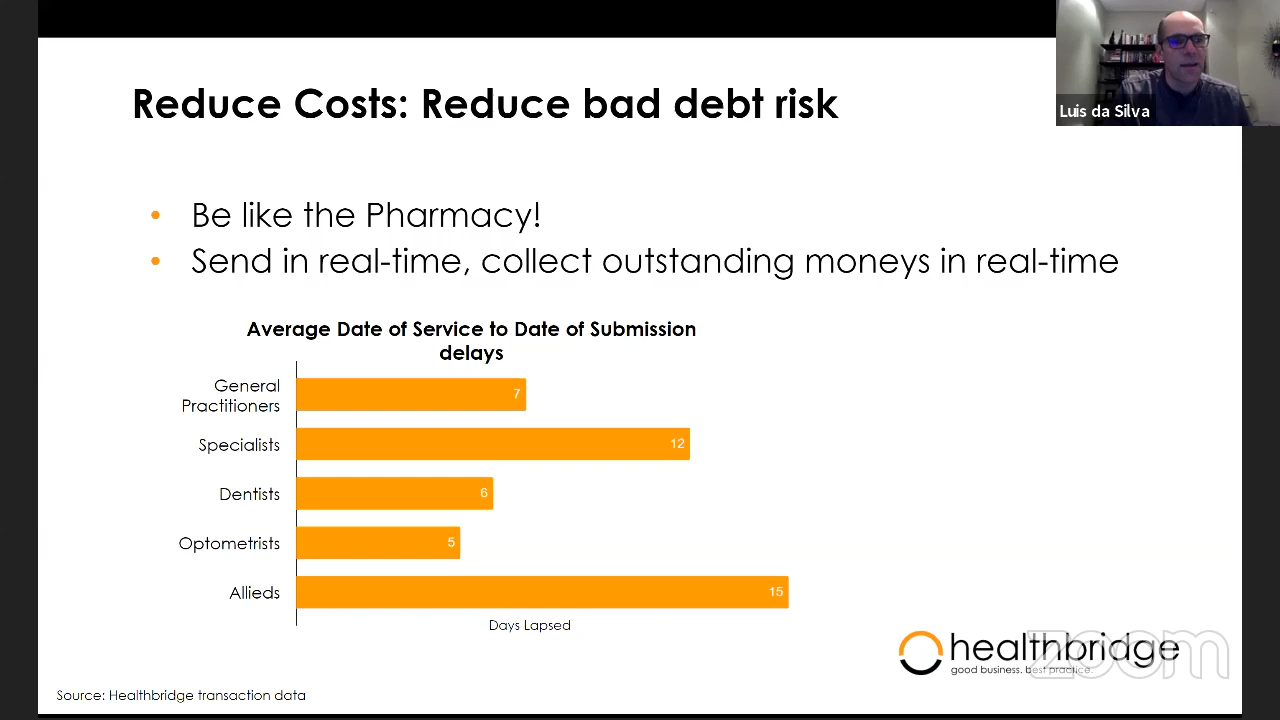 Reduce Costs: Reduce bad debt risk
Luis da Silva
• Be like the Pharmacy!
• Send in real-time, collect outstanding moneys in real-time
Average Date of Service to Date of Submission
delays
General
Practitioners
7
Specialists
12
Dentists
6
Optometrists
5
Allieds
15
Days Lapsed
healthbridge
good business. best practice.
zoom
Source: Healthbridge transaction data